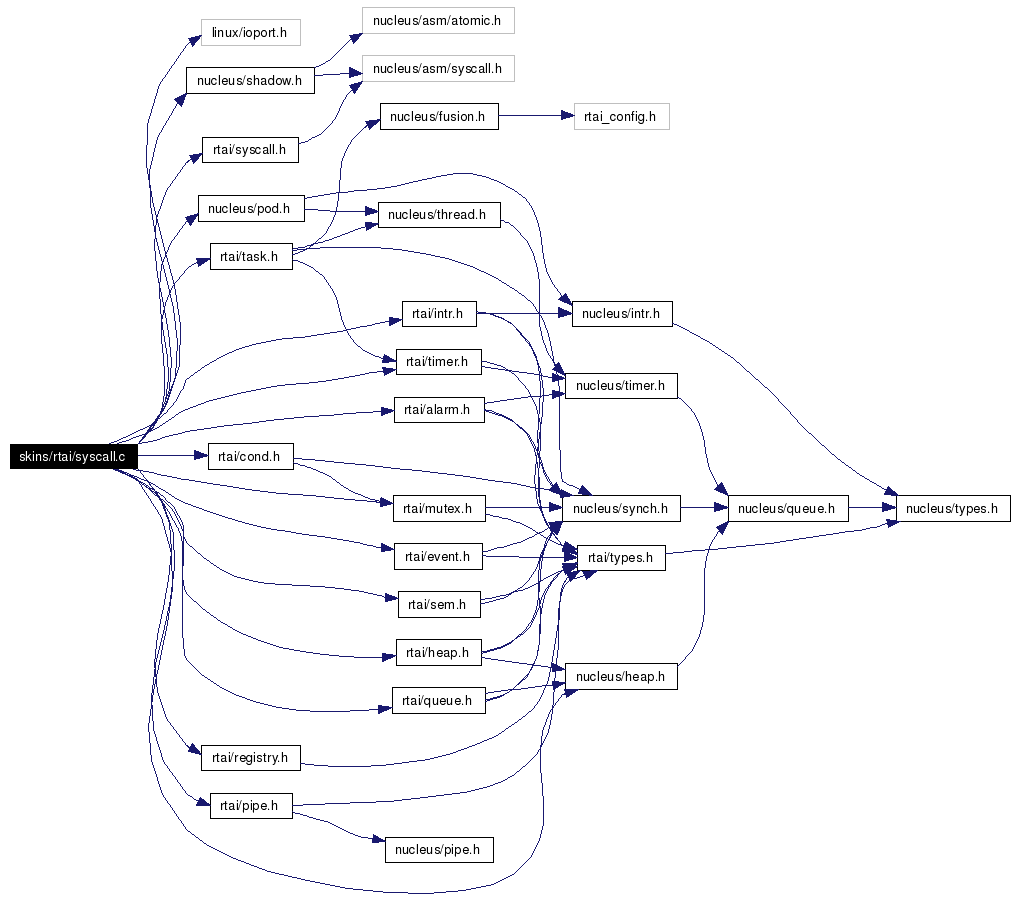 nucleus/asm/atomic.h
linux/ioport.h
nucleus/asm/syscall.h
nucleus/shadow.h
nucleus/fusion.h
rtai_config.h
rtai/syscall.h
nucleus/pod.h
nucleus/thread.h
rtai/task.h
rtai/intr.h
nucleus/intr.h
rtai/timer.h
nucleus/timer.h
rtai/alarm.h
skins/rtai/syscall.c
rtai/cond.h
rtai/mutex.h
nucleus/synch.h
nucleus/queue.h
nucleus/types.h
rtai/event.h
rtai/types.h
rtai/sem.h
rtai/heap.h
nucleus/heap.h
rtai/queue.h
rtai/registry.h
rtai/pipe.h
nucleus/pipe.h